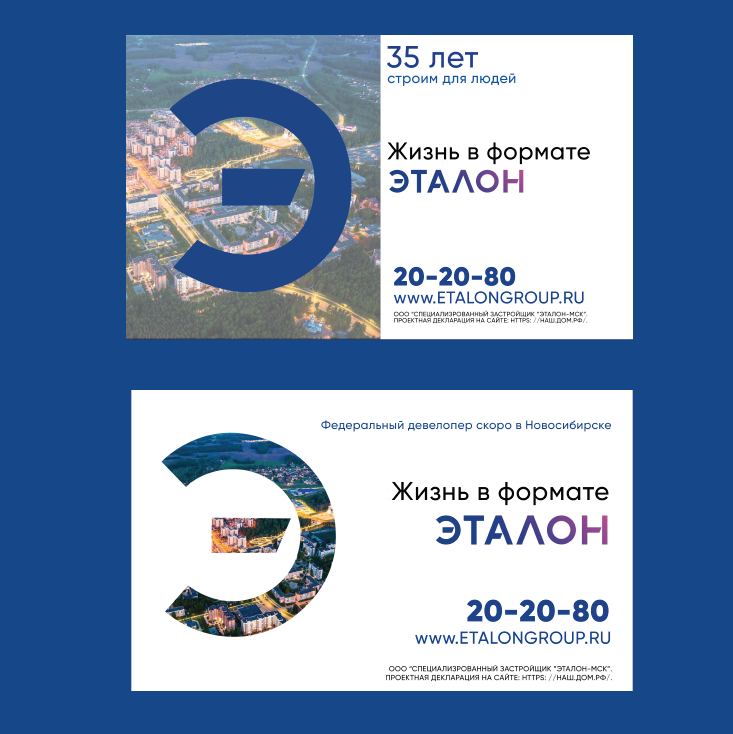 35 лет
строим для людей
Жизнь в формате
ЭТАЛОН
20-20-80
www.ETALONGROUP.RU
ООО "СПЕЦИАЛИЗРОВАННЫЙ ЗАСТРОЙЩИК "ЭТАЛОН-МСК".
ПРОЕКТНАЯ ДЕКЛАРАЦИЯ НА САЙТЕ: HTTPS: //НАШ.ДОМ.РФ/.
Э
Федеральный девелопер скоро в Новосибирске
Жизнь в формате
ЭТАЛОН
20-20-80
www.ETALONGROUP.RU
ООО "СПЕЦИАЛИЗРОВАННЫЙ ЗАСТРОЙЩИК "ЭТАЛОН-МСК".
ПРОЕКТНАЯ ДЕКЛАРАЦИЯ НА САЙТЕ: HTTPS: //НАШ.ДОМ.РФ/.
Э